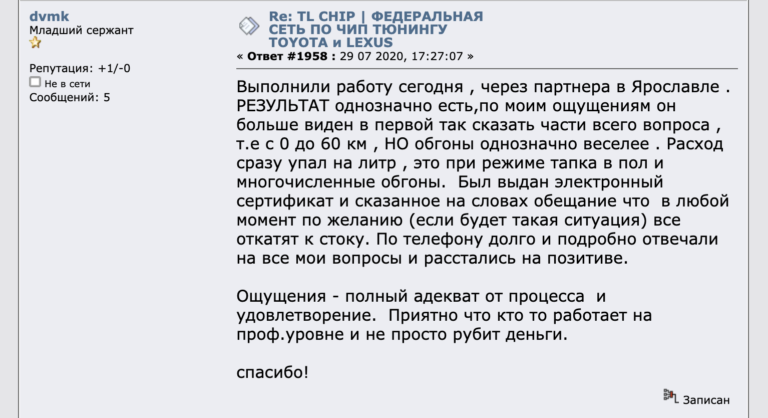 dvmk
Младший сержант
Репутация: +1/-0
Не в сети
Сообщений: 5
Re: TL CHIP | ФЕДЕРАЛЬНАЯ
СЕТЬ ПО ЧИП ТЮНИНГУ
TOYOTA и LEXUS
« Ответ #1958 : 29 07 2020, 17:27:07 »
Выполнили работу сегодня , через партнера в Ярославле .
РЕЗУЛЬТАТ однозначно есть,по моим ощущениям он
больше виден в первой так сказать части всего вопроса ,
т.е с 0 до 60 км , НО обгоны однозначно веселее . Расход
сразу упал на литр , это при режиме тапка в пол и
многочисленные обгоны.  Был выдан электронный
сертификат и сказанное на словах обещание что  в любой
момент по желанию (если будет такая ситуация) все
откатят к стоку. По телефону долго и подробно отвечали
на все мои вопросы и расстались на позитиве.
Ощущения - полный адекват от процесса  и
удовлетворение.  Приятно что кто то работает на
проф.уровне и не просто рубит деньги.
спасибо!
Записан